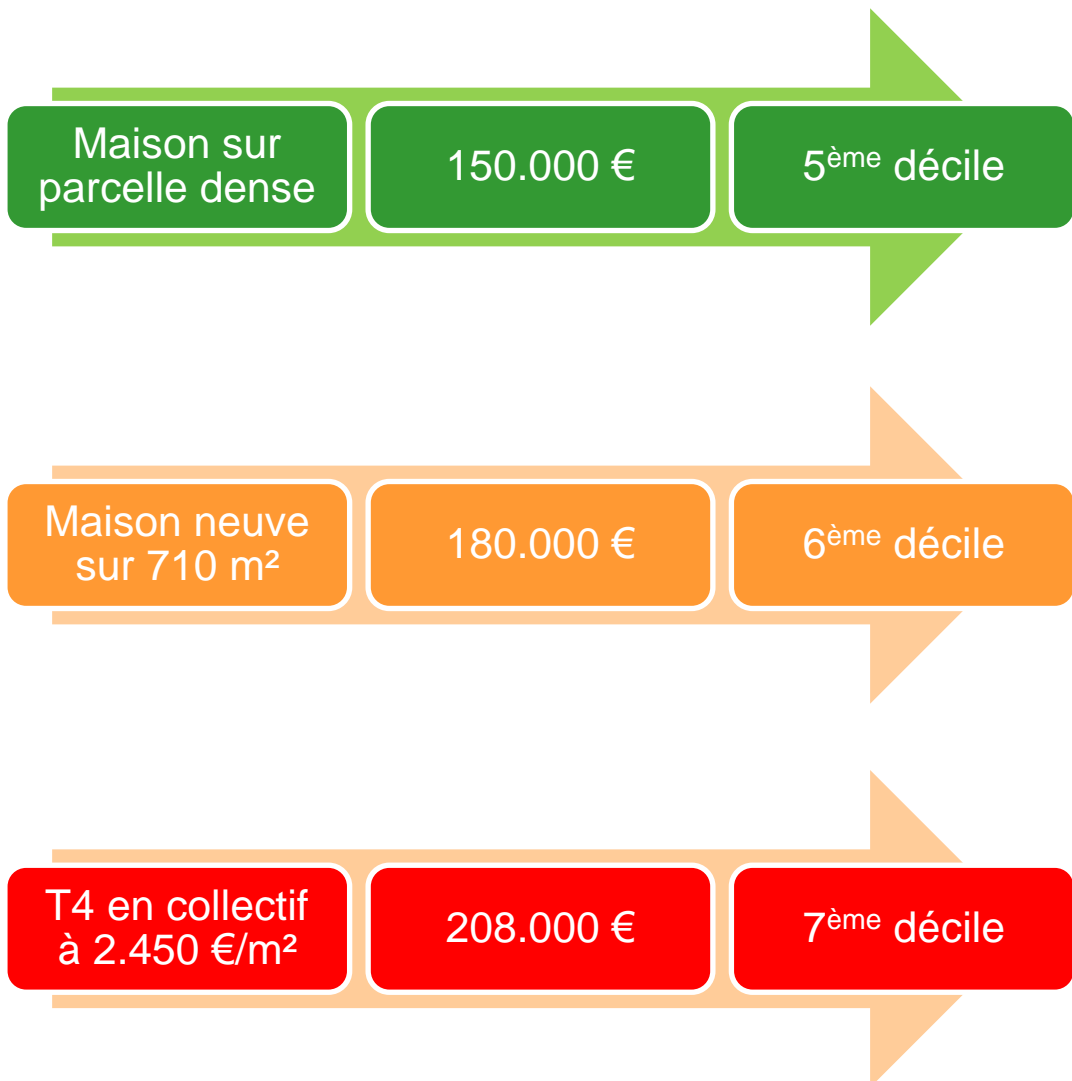 Maison sur
parcelle dense
150.000 €
5ème décile
Maison neuve
sur 710 m²
180.000 €
6ème décile
T4 en collectif
à 2.450 €/m²
208.000 €
7ème décile